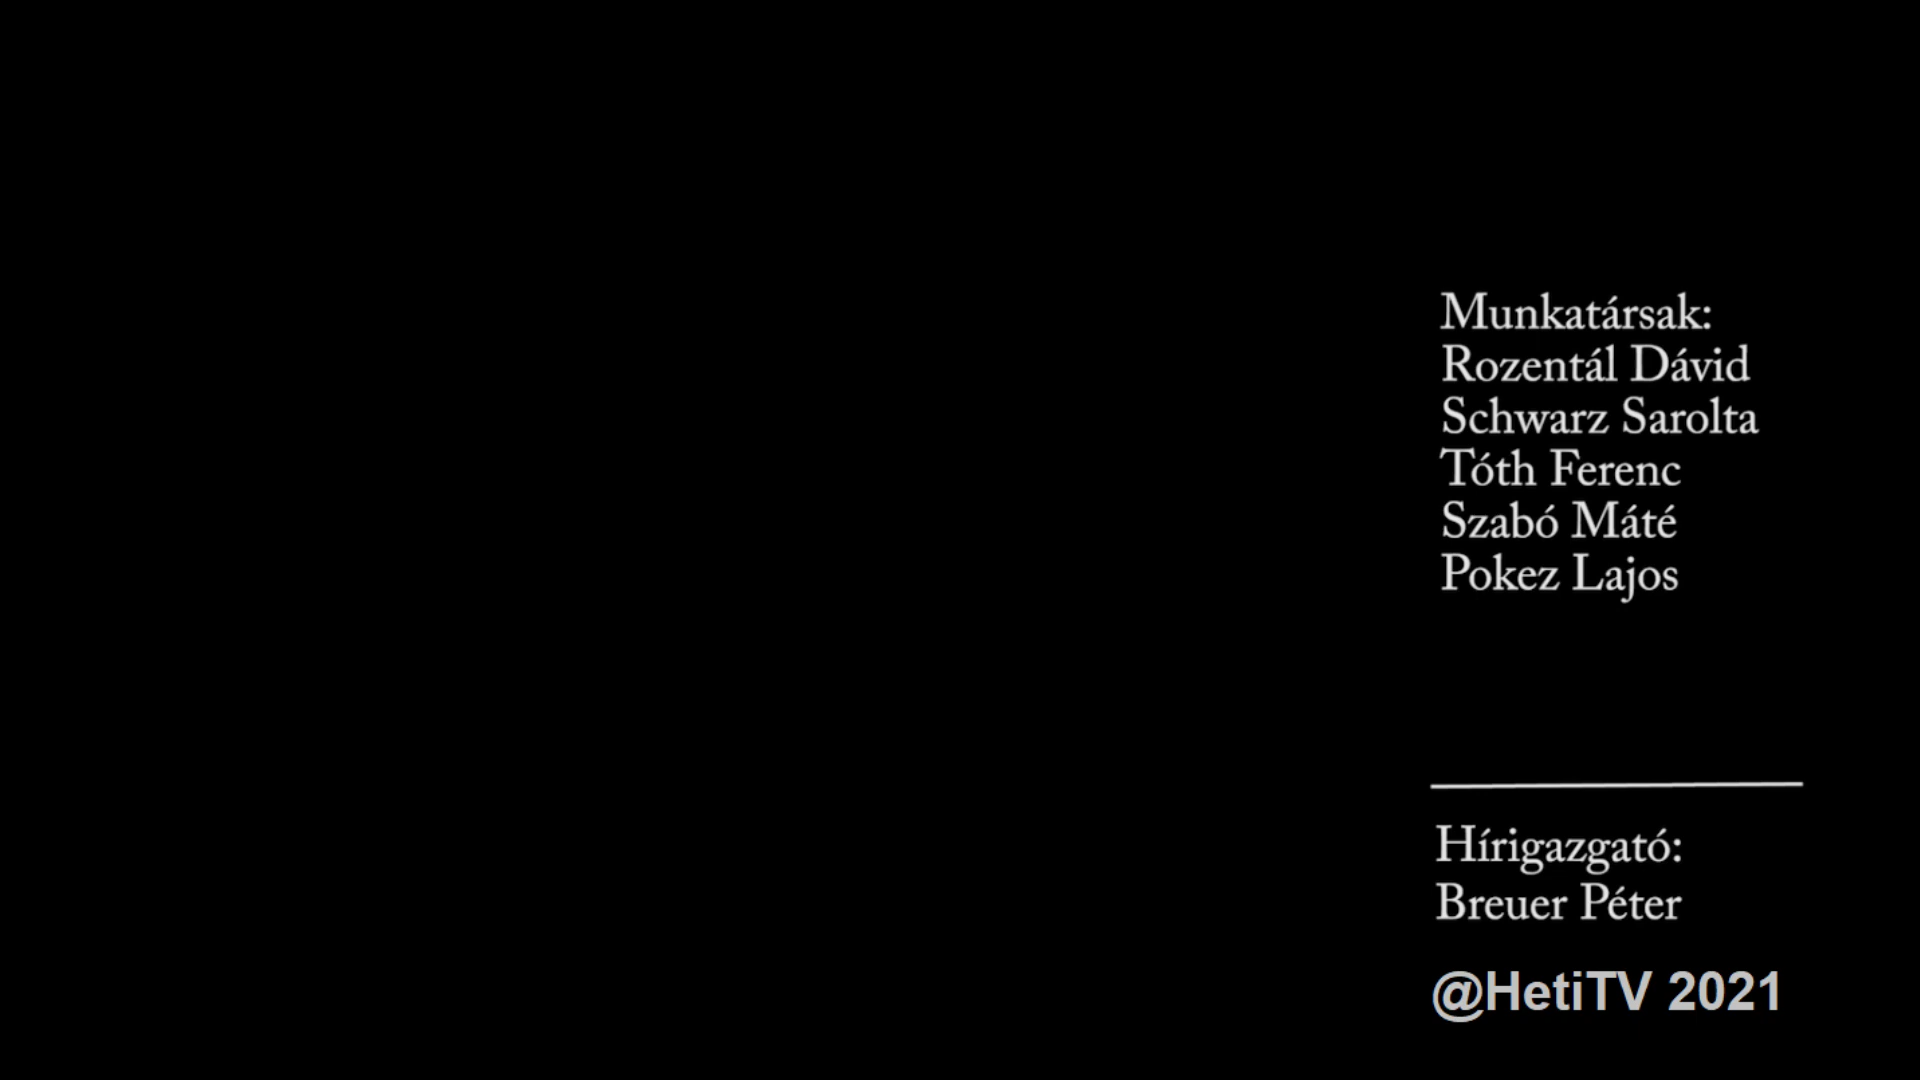 Munkatársak:
Rozentál Dávid
Schwarz Sarolta
Tóth Ferenc
Szabó Máté
Pokez Lajos
Hírigazgató:
Breuer Péter
@HetiTV 2021